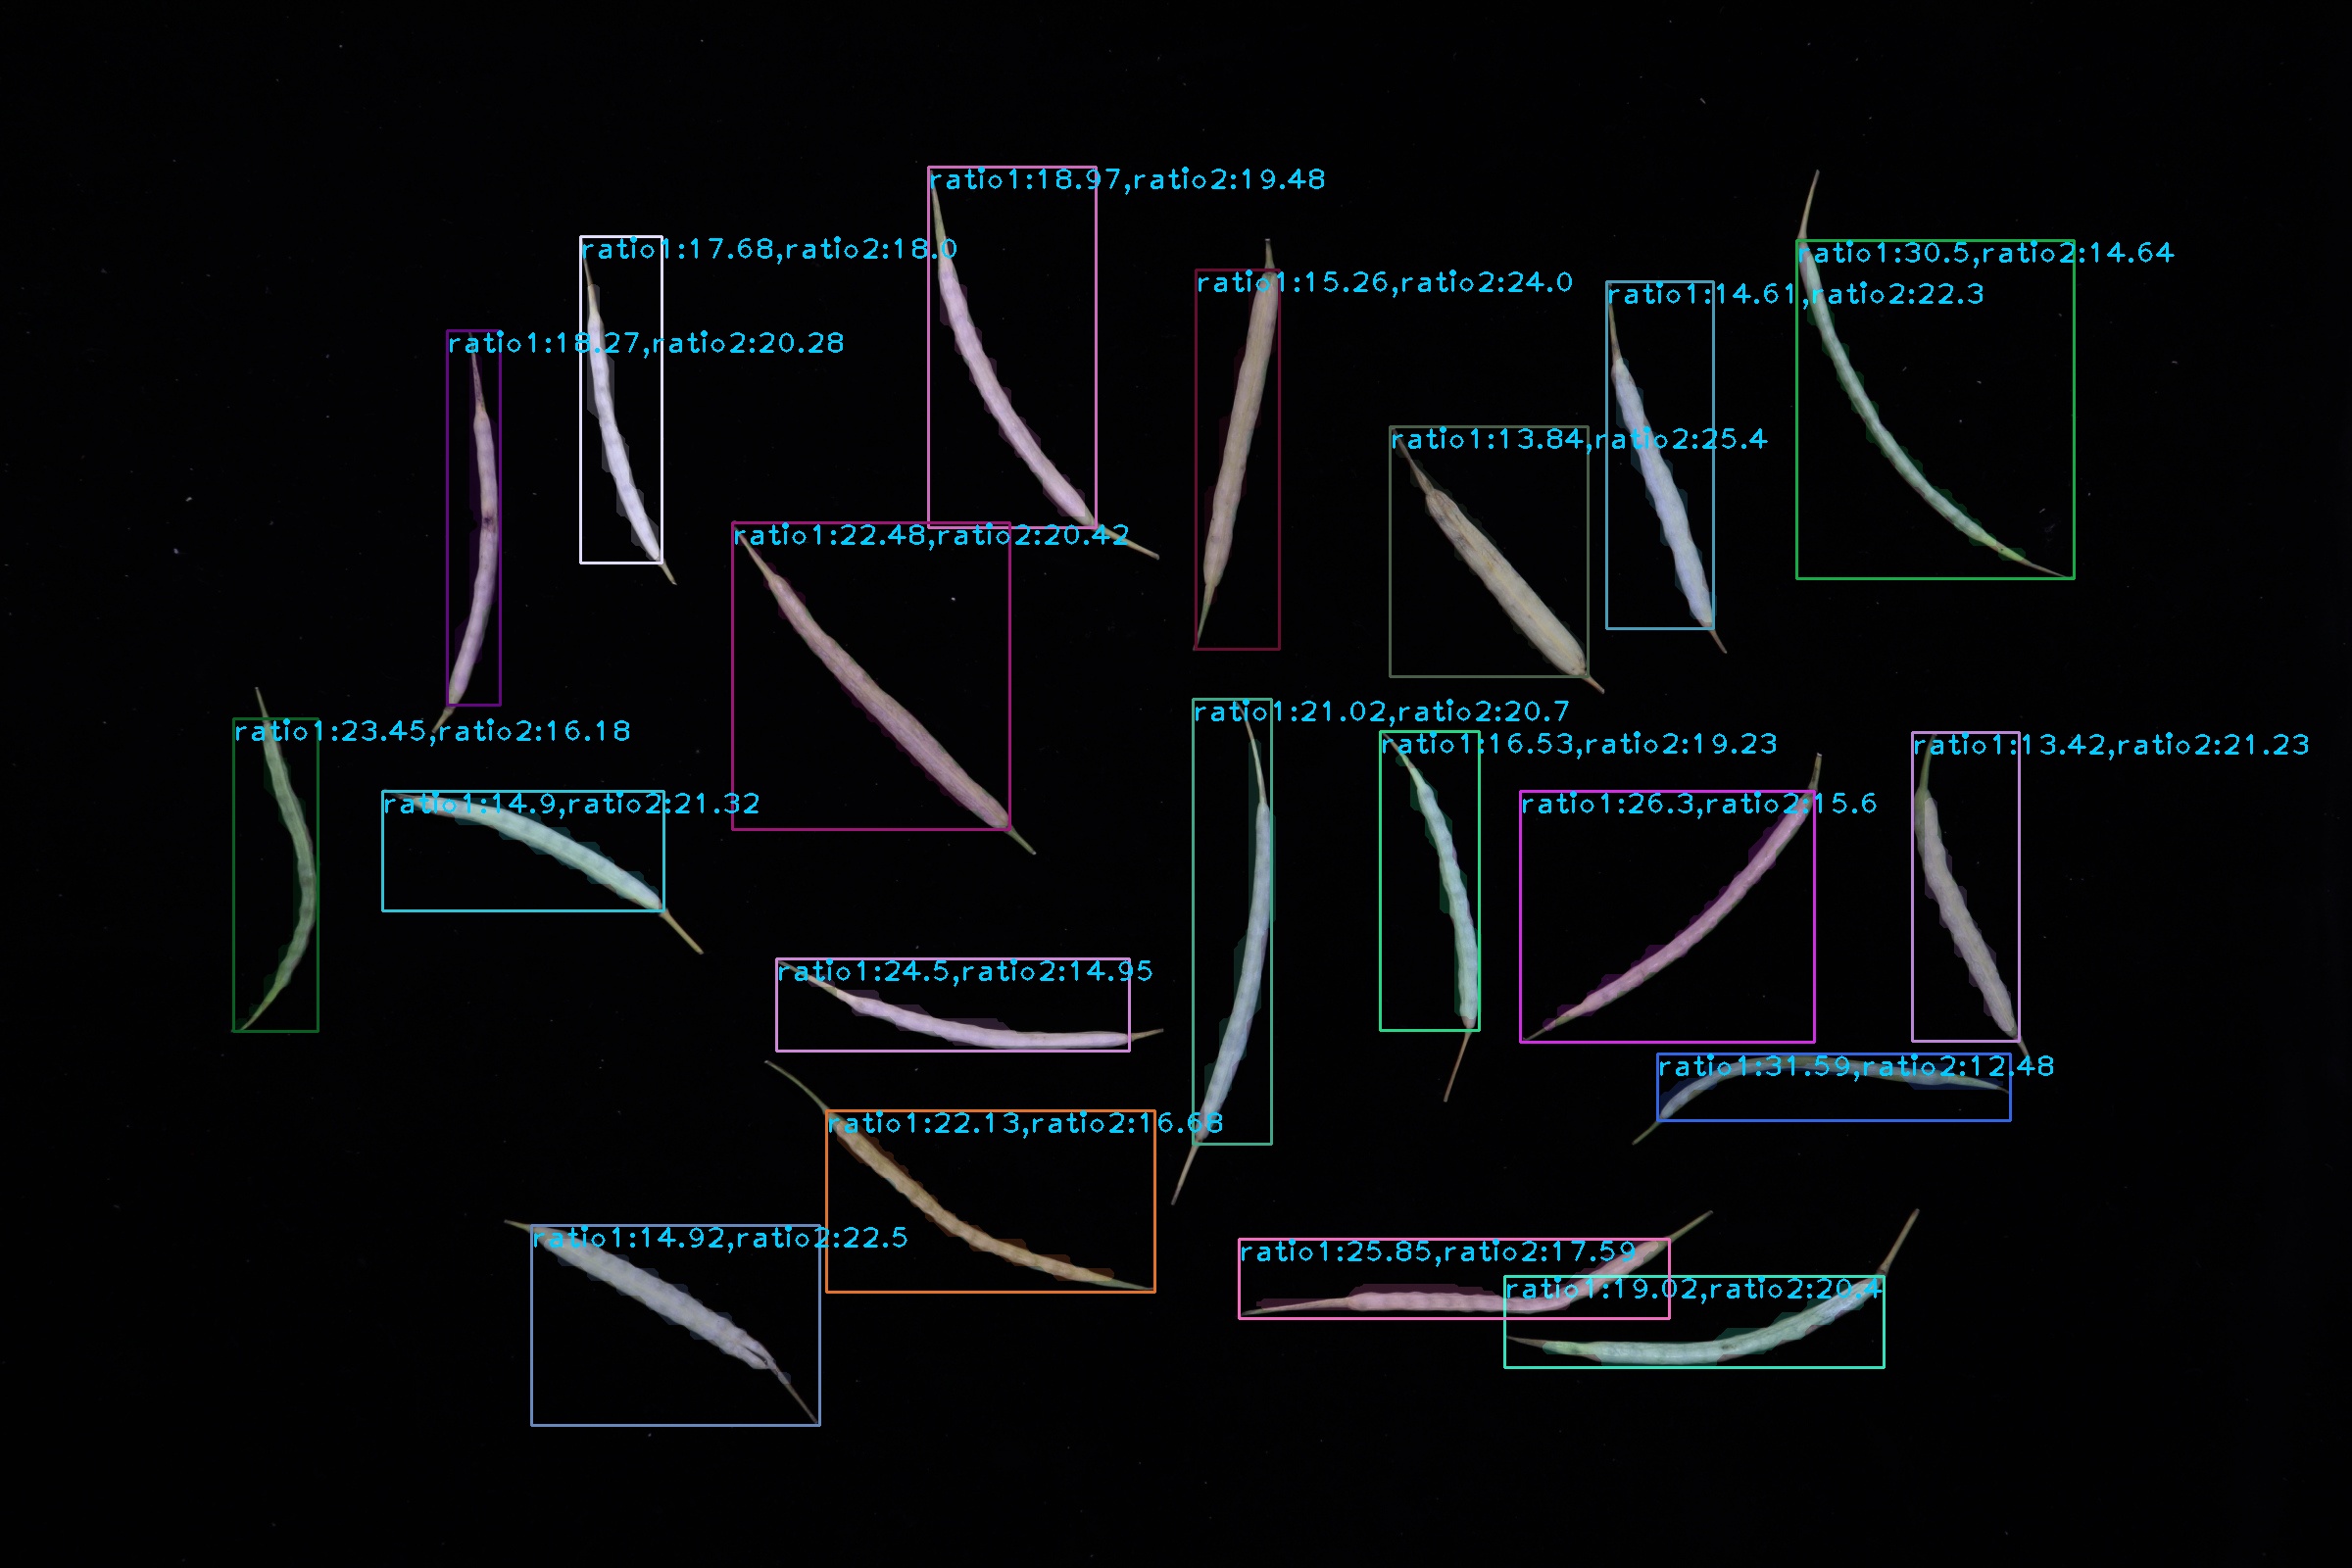 ratio1:18.97,ratio2:19.48
ratio1:17.68,ratio2:18.0
ratio1:30.5,ratio2:14.64
ratio1:15.26,ratio2:24.0
ratio1:14.61,ratio2:22.3
ratio1:18.27,ratio2:20.28
ratio1:13.84,ratio2:25.4
ratio1:22.48,ratio2:20.42
ratio1:21.02,ratio2:20.7
ratio1:23.45,ratio2:16.18
ratio1:16.53,ratio2:19.23
ratio1:13.42,ratio2:21.23
ratio1:14.9,ratio2:21.32
ratio1:26.3,ratio2:15.6
ratio1:24.5,ratio2:14.95
ratio1:31.59,ratio2:12.48
ratio1:22.13,ratio2:16.68
ratio1:14.92,ratio2:22.5
ratio1:25.85,ratio2:17.59
ratio1:19.02,ratio2:20.4